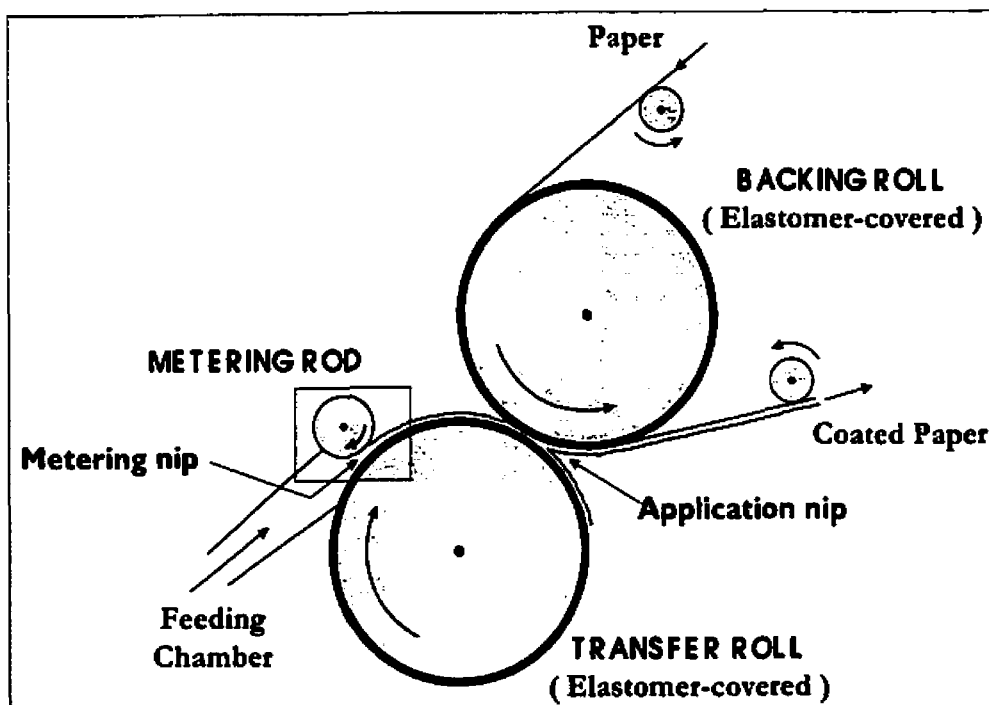 Paper
BACKING ROLL
( Elastomer-covered )
METERING ROD
Metering nip
Coated Paper
Application nip
Feeding
Chamber
TRANSFER ROLL
( Elastomer-covered )